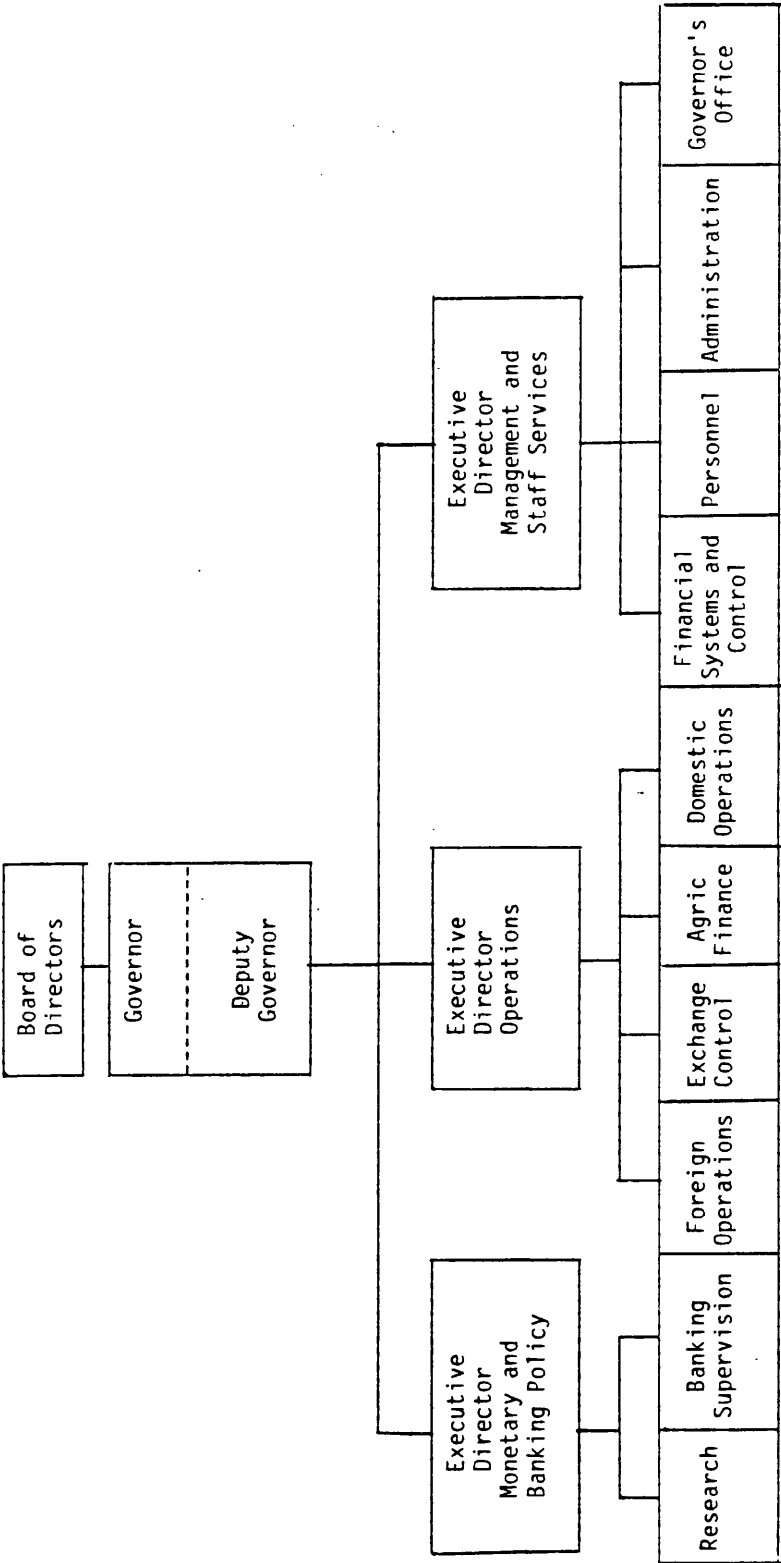 Board of
Directors
Governor
Deputy
Governor
Executive
Director
Monetary and
Banking Policy
Executive
Director
Operations
Executive
Director
Management and
Staff Services
Research
Banking
Supervision
Foreign
Operations
Exchange
Control
Agric
Finance
Domestic
Operations
Financial
Systems and
Control
Personnel
Administration
Governor's
Office